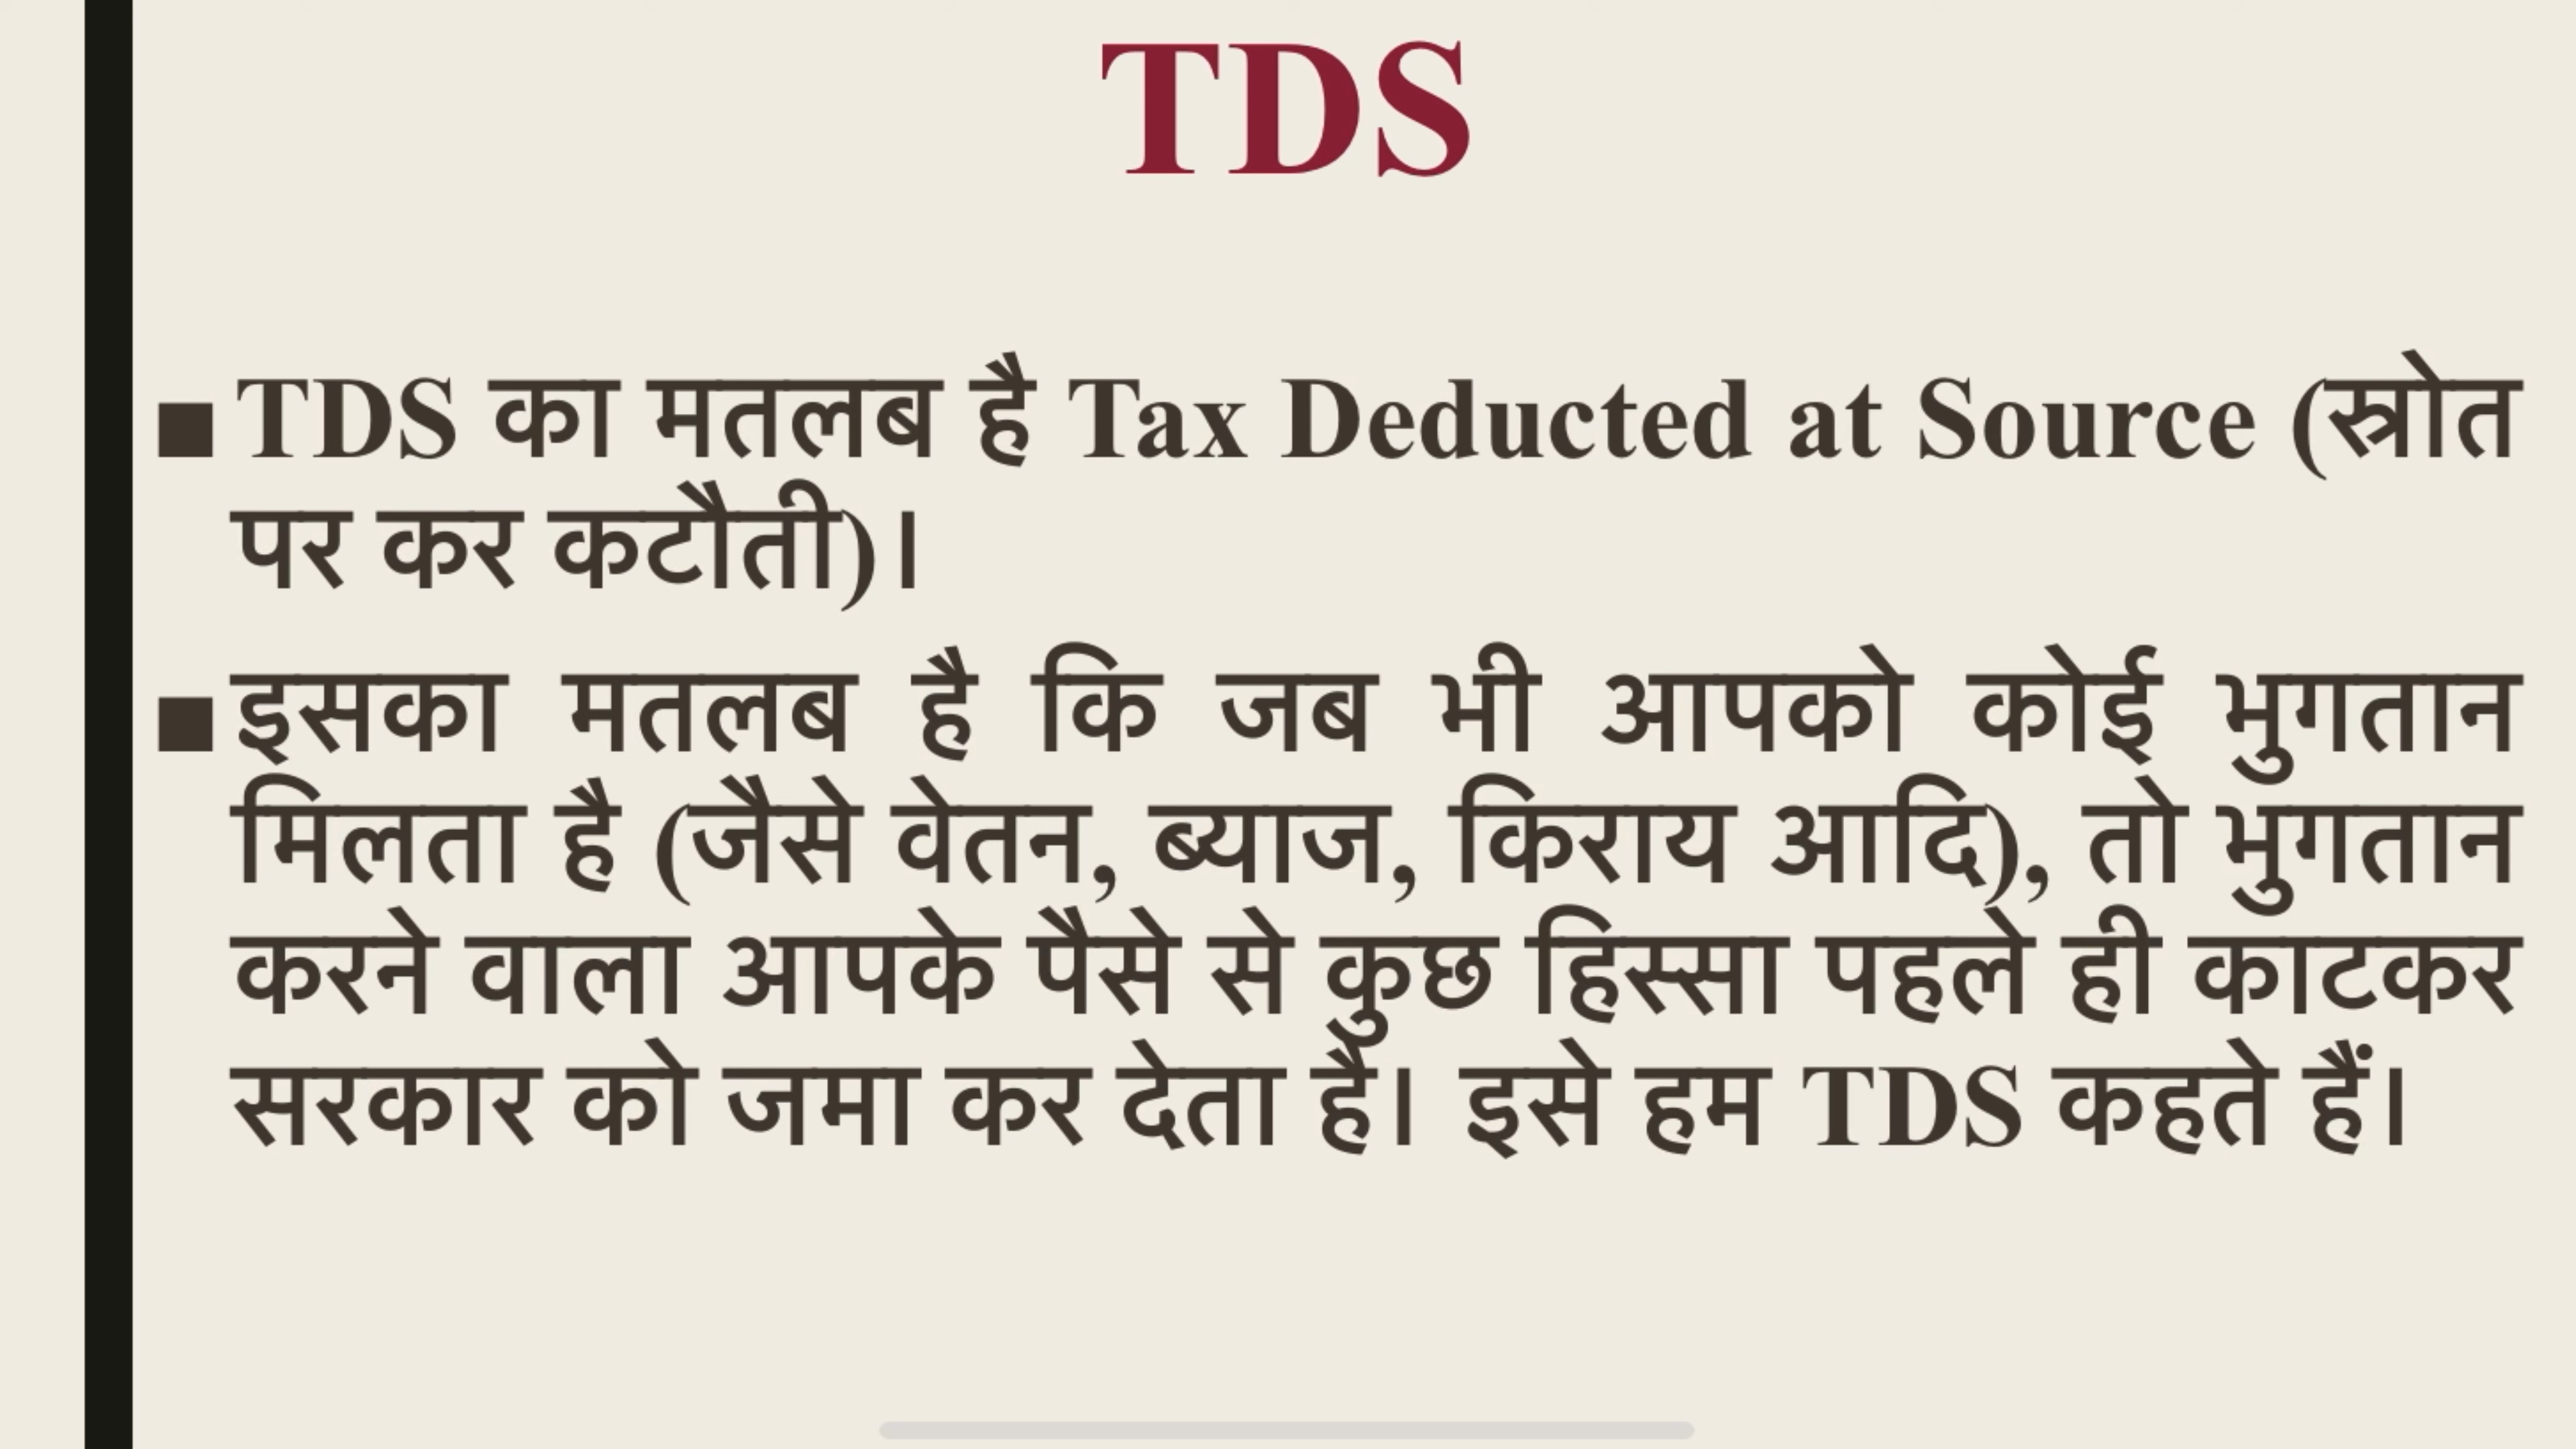 TDS
■ TDS का मतलब है Tax Deducted at Source (स्रोत
पर कर कटौती)।
■ इसका मतलब है कि जब भी आपको कोई भुगतान
मिलता है (जैसे वेतन, ब्याज, किराय आदि), तो भुगतान
करने वाला आपके पैसे से कुछ हिस्सा पहले ही काटकर
सरकार को जमा कर देता है। इसे हम TDS कहते हैं।